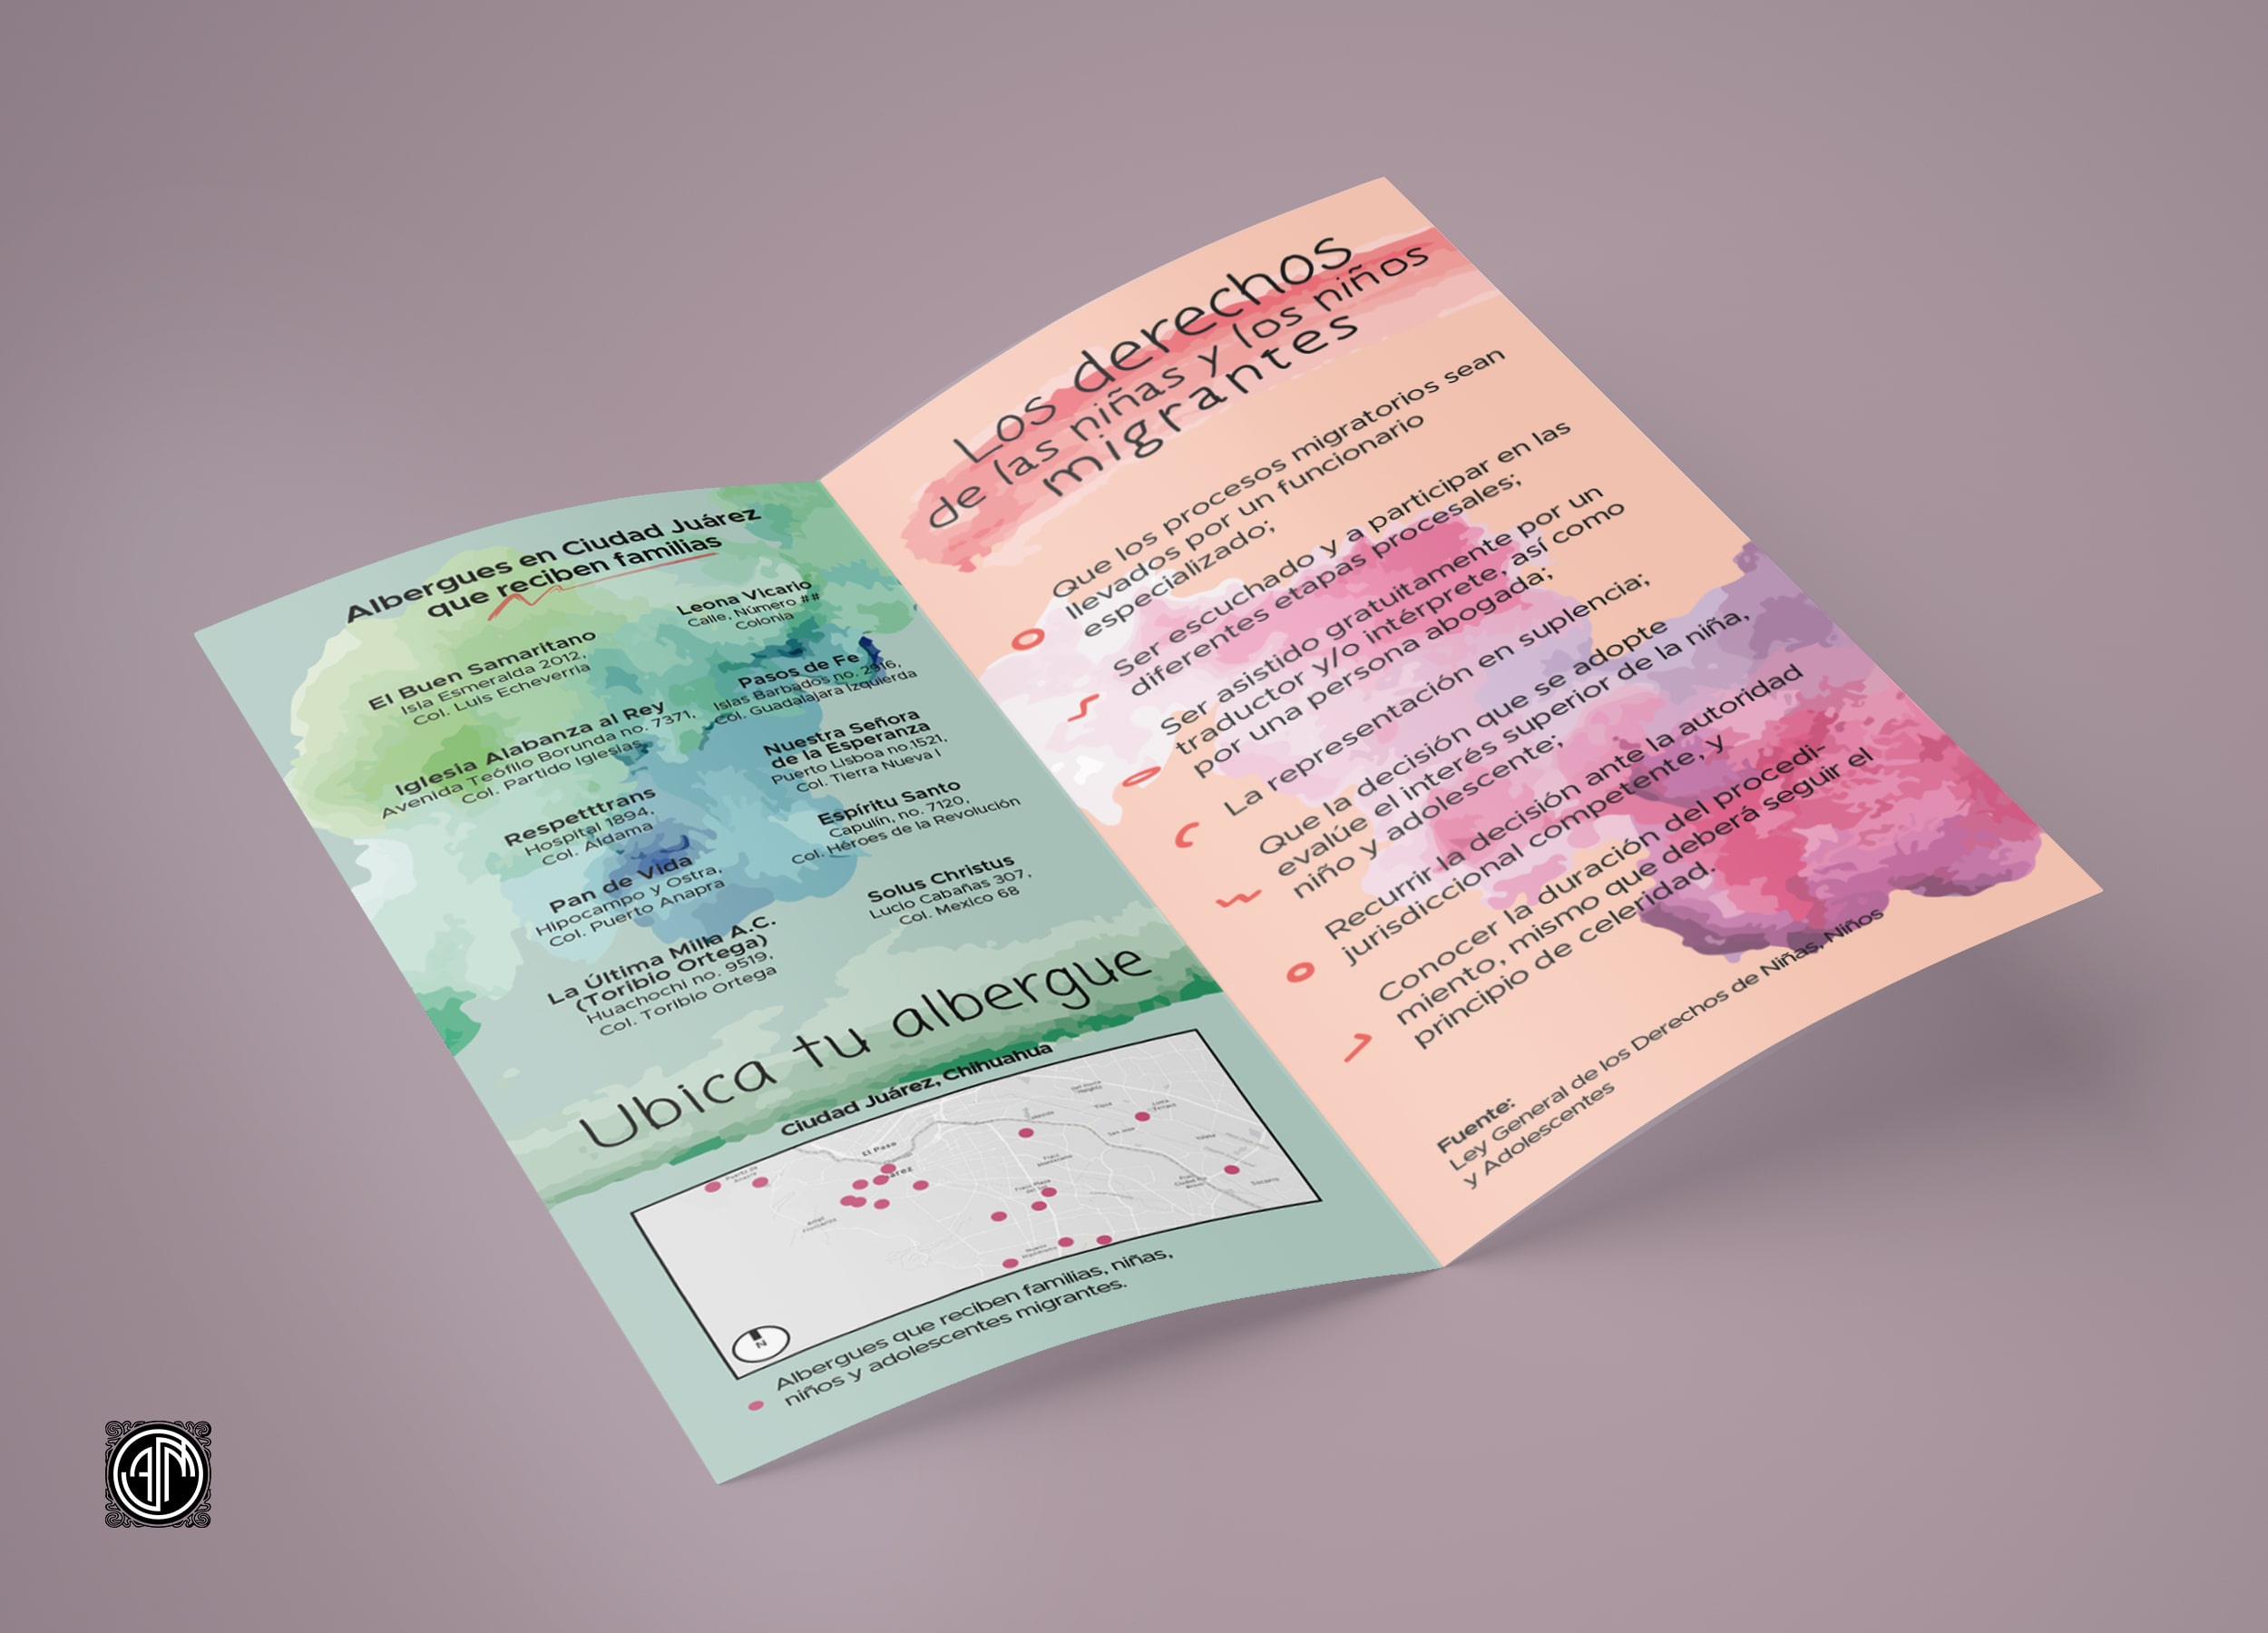 Albergues en Ciudad Juárez
que reciben familias
El Buen Samaritano
Isla Esmeralda 2012,
Col. Luis Echeverria
Iglesia Alabanza al Rey
Avenida Teófilo Borunda no. 7371,
Col. Partido Iglesias
Respetttrans
Hospital 1894,
Col. Aldama
Pan de Vida
Hipocampo y Ostra,
Col. Puerto Anapra
La Última Milla A.C.
(Toribio Ortega)
Huachochi no. 9519,
Col. Toribio Ortega
Leona Vicario
Calle, Número ##
Colonia
Pasos de Fe
Islas Barbados no. 2916,
Col. Guadalajara Izquierda
Nuestra Señora
de la Esperanza
Puerto Lisboa no.1521,
Col. Tierra Nueva I
Espíritu Santo
Capulín, no. 7120,
Col. Héroes de la Revolución
Solus Christus
Lucio Cabañas 307,
Col. Mexico 68
Ubica tu albergue
Ciudad Juárez, Chihuahua
El Paso
N
Albergues que reciben familias, niñas,
niños y adolescentes migrantes.
Los derechos
de las niñas y los niños
migrantes
Que los procesos migratorios sean
llevados por un funcionario
especializado;
Ser escuchado y a participar en las
diferentes etapas procesales;
Ser asistido gratuitamente por un
traductor y/o intérprete, así como
por una persona abogada;
La representación en suplencia;
Que la decisión que se adopte
evalúe el interés superior de la niña,
niño y adolescente;
Recurrir la decisión ante la autoridad
jurisdiccional competente, y
Conocer la duración del procedi-
miento, mismo que deberá seguir el
principio de celeridad.
Fuente:
Ley General de los Derechos de Niñas, Niños
y Adolescentes